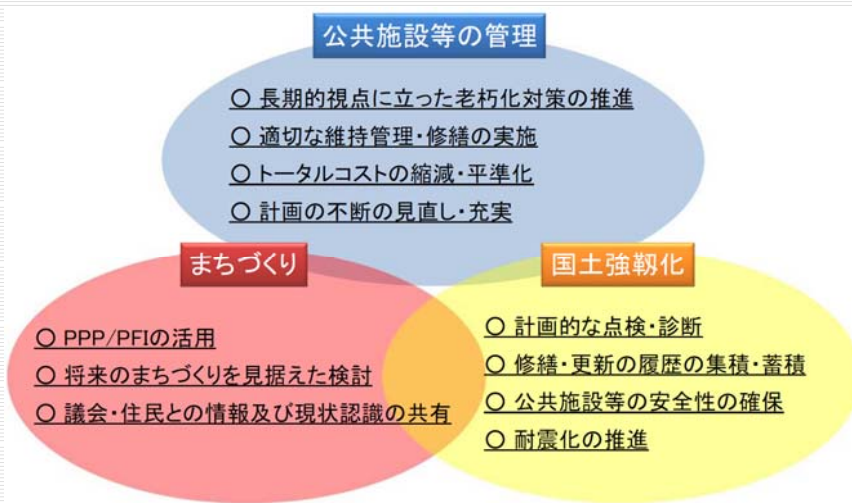 公共施設等の管理
○ 長期的視点に立った老朽化対策の推進
○ 適切な維持管理・修繕の実施
○ トータルコストの縮減・平準化
○ 計画の不断の見直し・充実
まちづくり
○ PPP/PFIの活用
○ 将来のまちづくりを見据えた検討
○ 議会・住民との情報及び現状認識の共有
国土強靱化
○ 計画的な点検・診断
○ 修繕・更新の履歴の集積・蓄積
○ 公共施設等の安全性の確保
○ 耐震化の推進